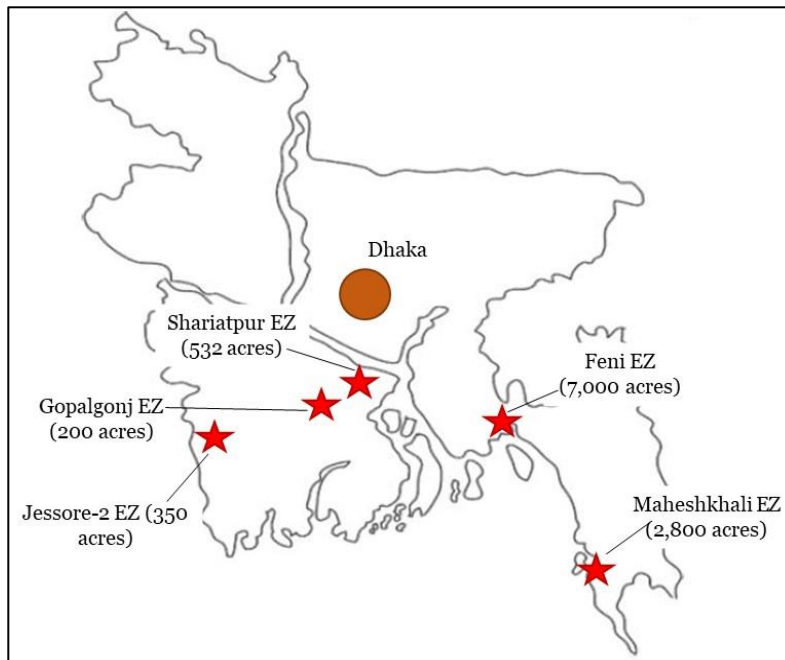 Dhaka
Shariatpur EZ
(532 acres)
Feni EZ
(7,000 acres)
Gopalgonj EZ
(200 acres)
Jessore-2 EZ (350
acres)
Maheshkhali EZ
(2,800 acres)